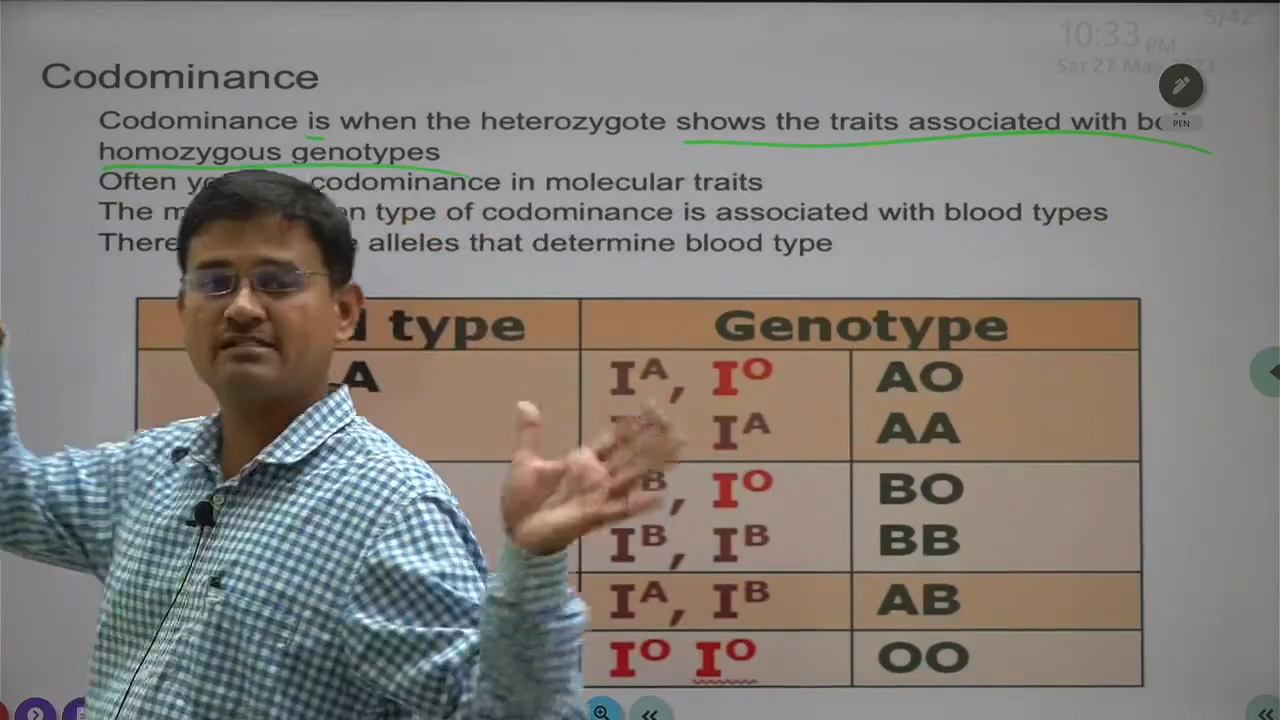 5/42
10:33 PM
Sat 27 May
Codominance
Codominance is when the heterozygote shows the traits associated with
PEN
homozygous genotypes
Often codominance in molecular traits
The type of codominance is associated with blood types
There alleles that determine blood type
type Genotype
A Iᴬ, Iᴼ AO
Iᴬ AA
ᴮ, Iᴼ BO
Iᴮ, Iᴮ BB
Iᴬ, Iᴮ AB
Iᴼ Iᴼ OO